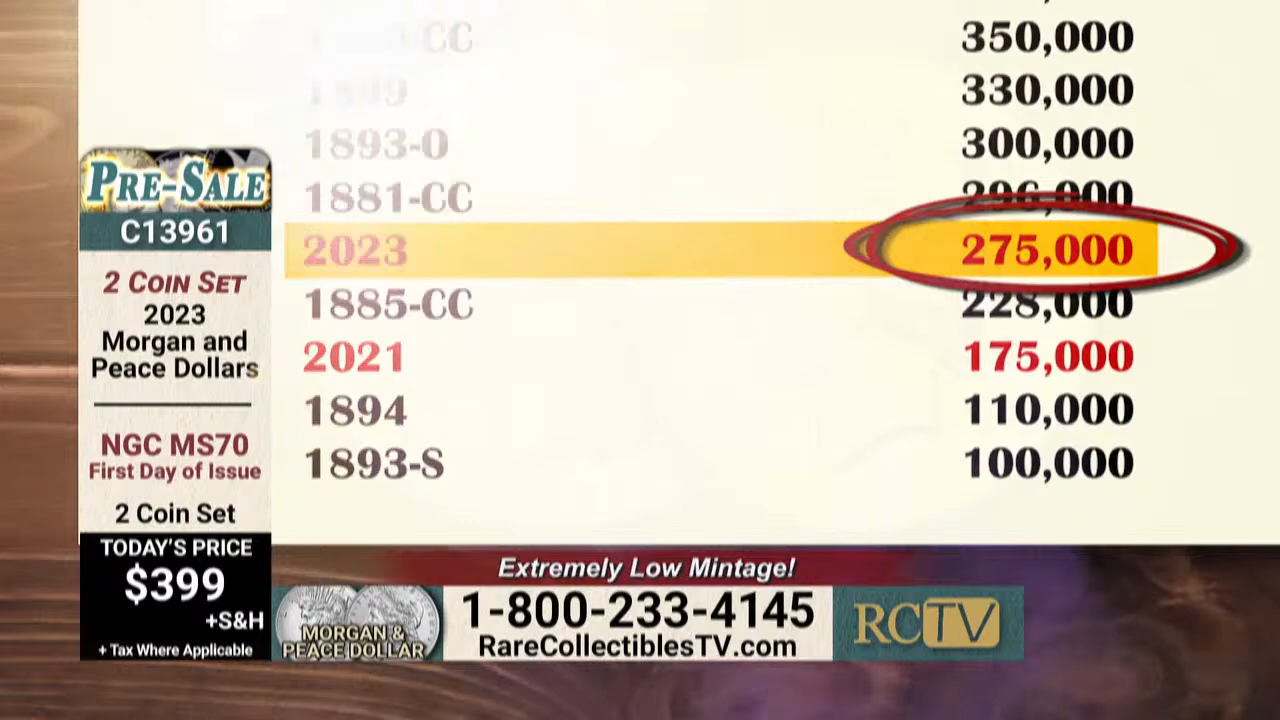 350,000
330,000
1893-O 300,000
1881-CC 296,000
2023 275,000
1885-CC 228,000
2021 175,000
1894 110,000
1893-S 100,000
PRE-SALE
C13961
2 COIN SET
2023
Morgan and
Peace Dollars
NGC MS70
First Day of Issue
2 Coin Set
TODAY'S PRICE
$399
+S&H
+ Tax Where Applicable
Extremely Low Mintage!
MORGAN &
PEACE DOLLAR
1-800-233-4145
RareCollectiblesTV.com
RCTV